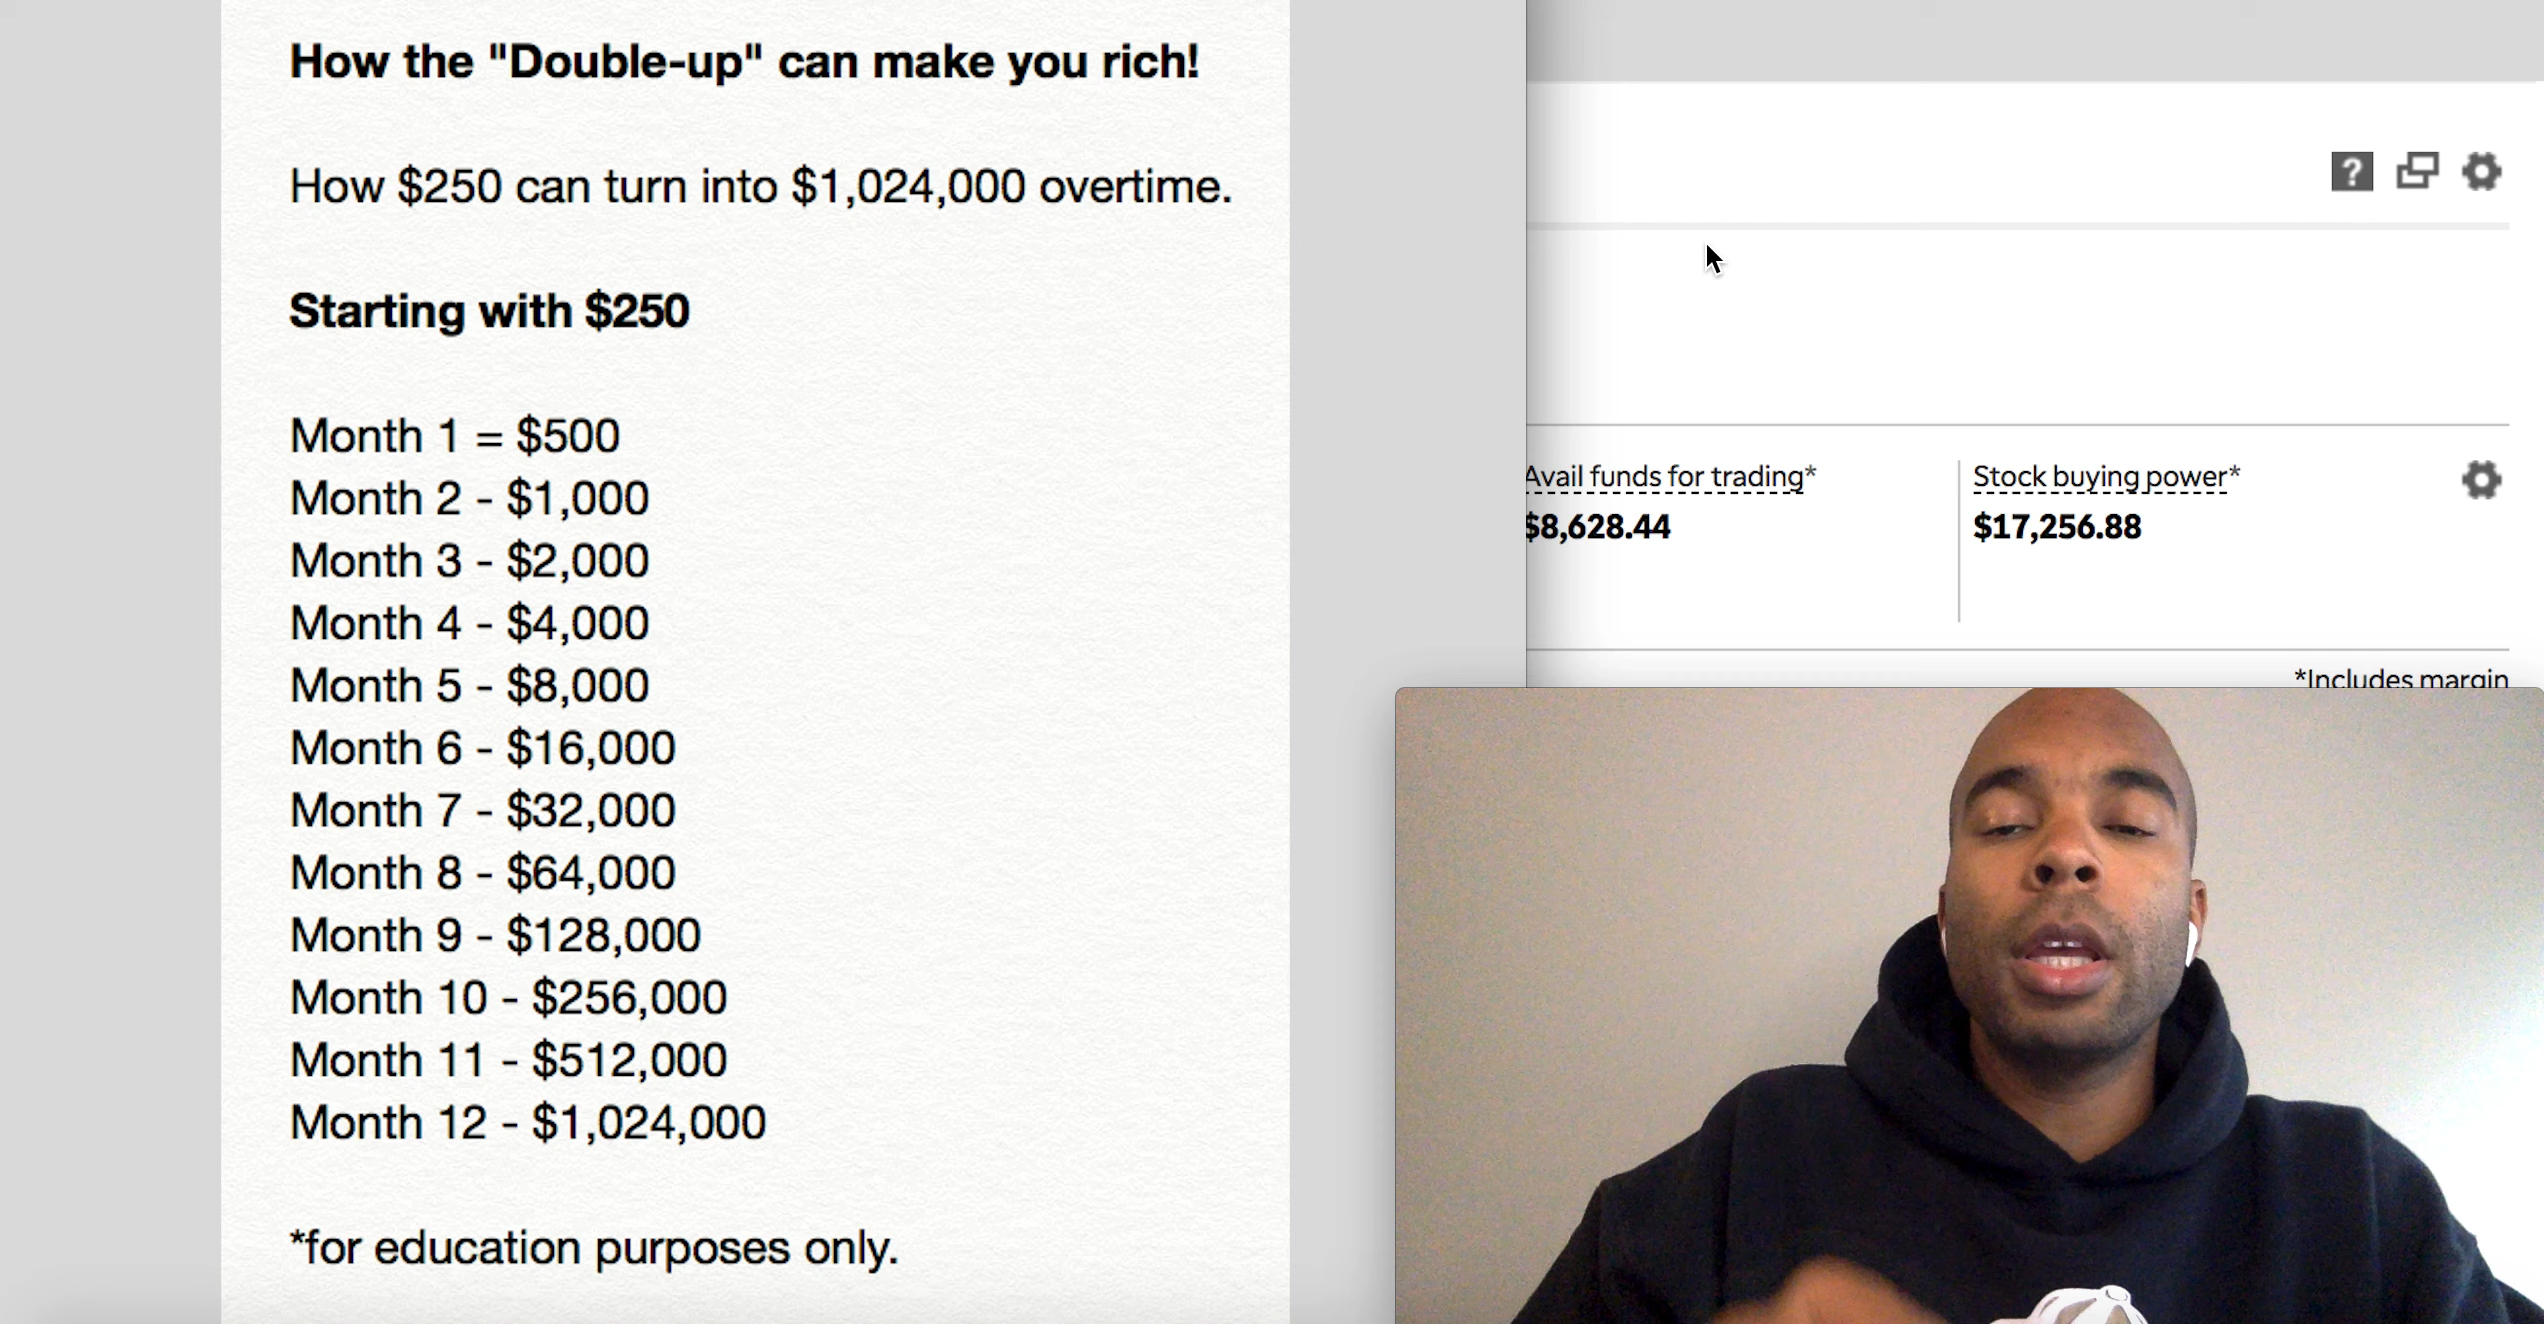 How the "Double-up" can make you rich!
How $250 can turn into $1,024,000 overtime.
Starting with $250
Month 1 = $500
Month 2 - $1,000
Month 3 - $2,000
Month 4 - $4,000
Month 5 - $8,000
Month 6 - $16,000
Month 7 - $32,000
Month 8 - $64,000
Month 9 - $128,000
Month 10 - $256,000
Month 11 - $512,000
Month 12 - $1,024,000
*for education purposes only.
?
Avail funds for trading*
$8,628.44
Stock buying power*
$17,256.88
*Includes margin